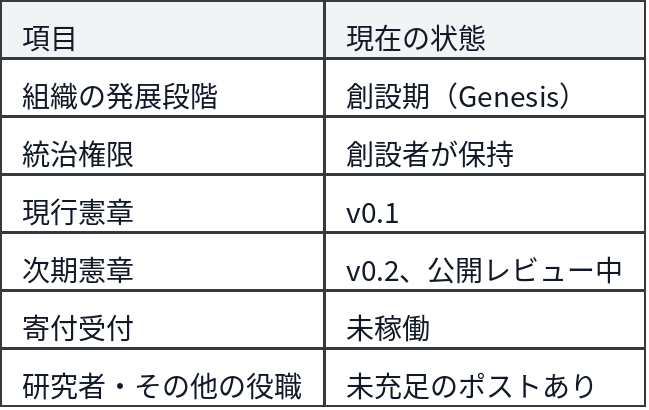 項目 現在の状態
組織の発展段階 創設期（Genesis）
統治権限 創設者が保持
現行憲章 v0.1
次期憲章 v0.2、公開レビュー中
寄付受付 未稼働
研究者・その他の役職 未充足のポストあり